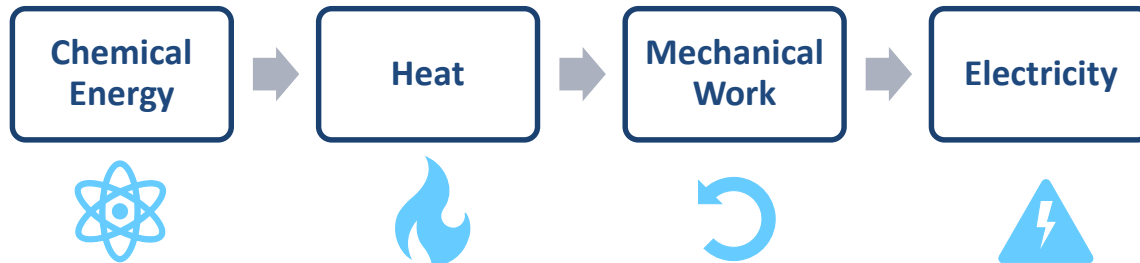 Chemical
Energy
Heat
Mechanical
Work
Electricity